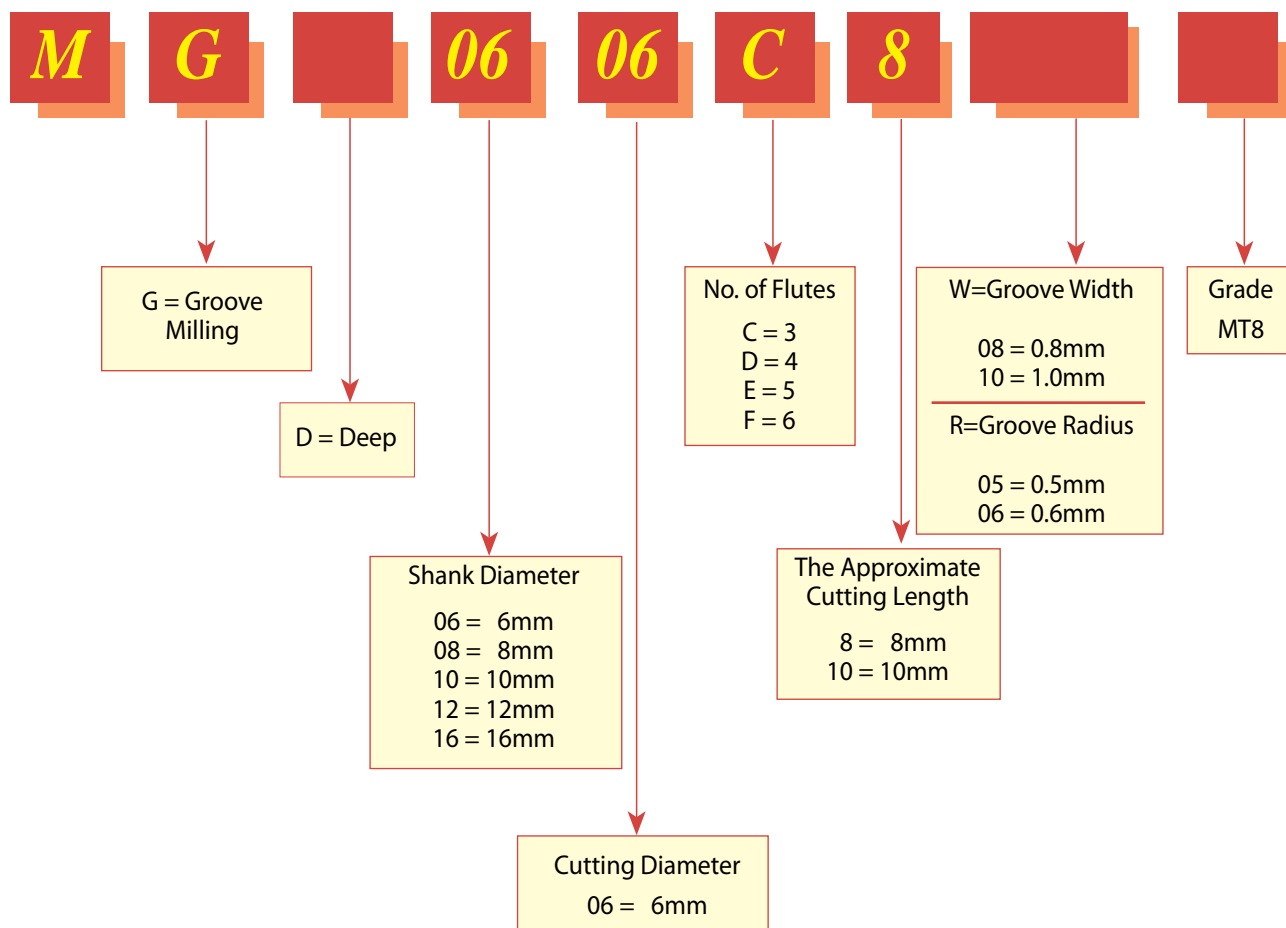 M G 06 06 C 8
G = Groove
Milling
D = Deep
Shank Diameter
06 = 6mm
08 = 8mm
10 = 10mm
12 = 12mm
16 = 16mm
Cutting Diameter
06 = 6mm
No. of Flutes
C = 3
D = 4
E = 5
F = 6
The Approximate
Cutting Length
8 = 8mm
10 = 10mm
W=Groove Width
08 = 0.8mm
10 = 1.0mm
R=Groove Radius
05 = 0.5mm
06 = 0.6mm
Grade
MT8